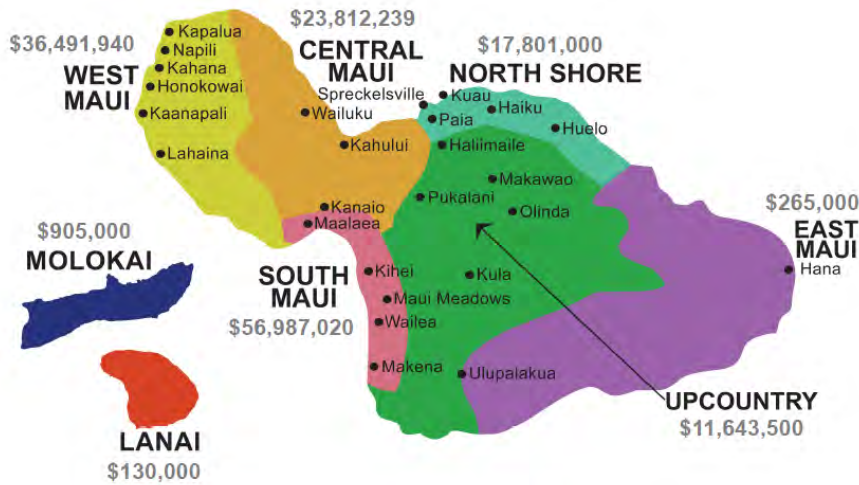 $36,491,940
WEST
MAUI
Kapalua
Napili
Kahana
Honokowai
Kaanapali
Lahaina
$23,812,239
CENTRAL
MAUI
Spreckelsville
Wailuku
Kahului
Kanaio
Maalaea
$17,801,000
NORTH SHORE
Kuau
Paia
Haiku
Huelo
Haliimaile
Makawao
Pukalani
Olinda
Kula
Ulupalakua
$265,000
EAST
MAUI
Hana
$905,000
MOLOKAI
SOUTH
MAUI
$56,987,020
Kihei
Maui Meadows
Wailea
Makena
UPCOUNTRY
$11,643,500
LANAI
$130,000